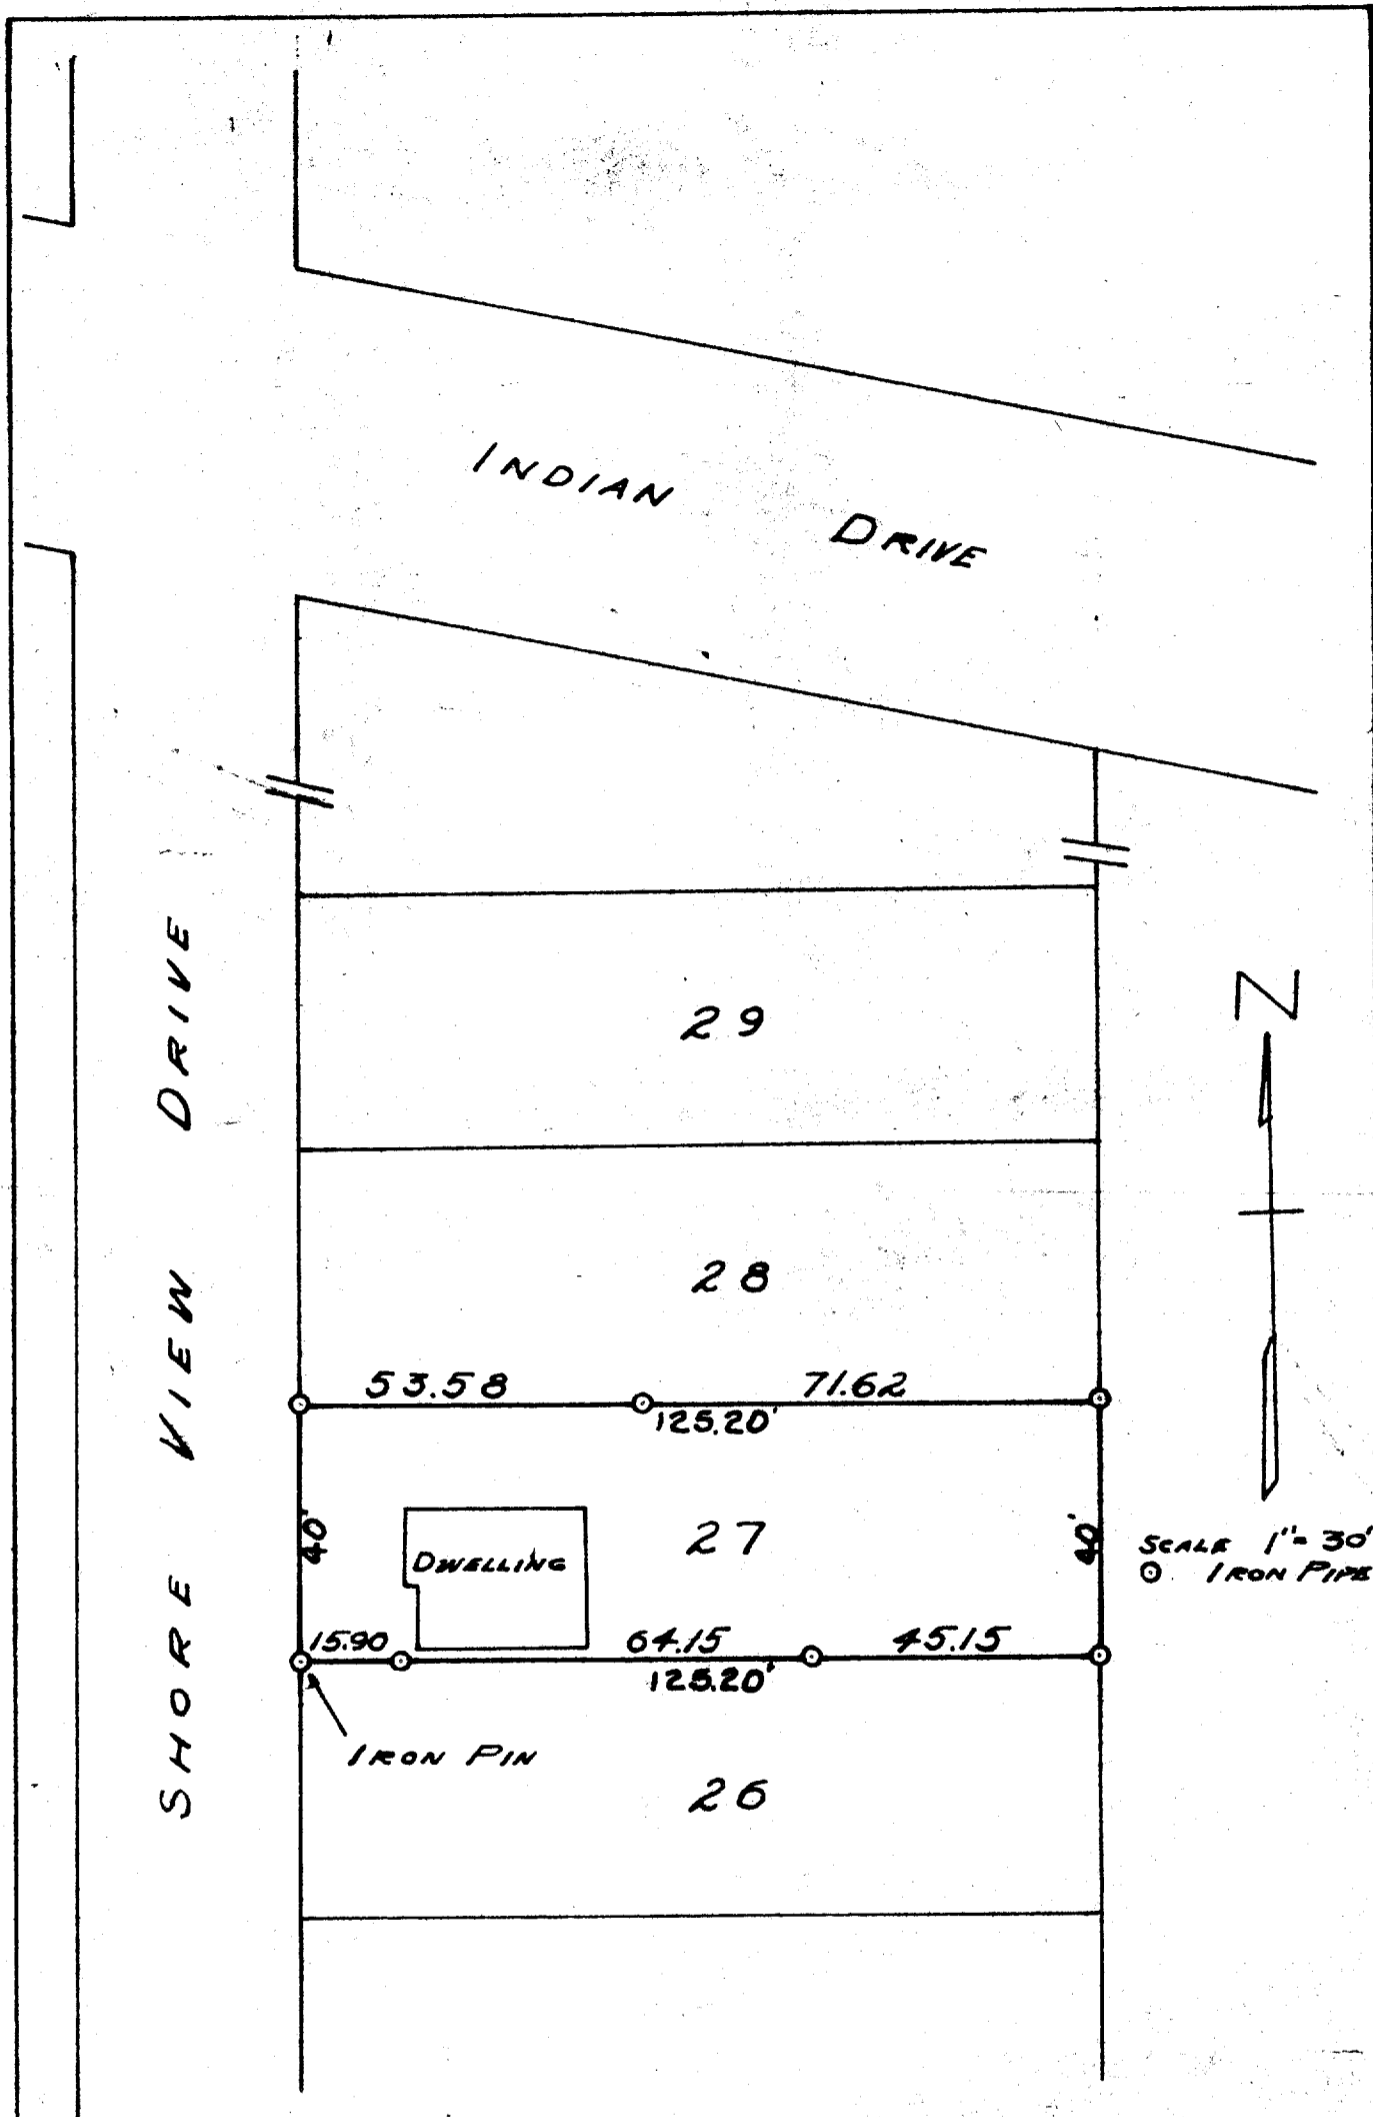 INDIAN DRIVE
SHORE VIEW DRIVE
29
N
28
53.58 71.62
125.20'
40'
DWELLING
27
40'
SCALE 1"= 30'
IRON PIPE
15.90 64.15 45.15
125.20'
IRON PIN
26